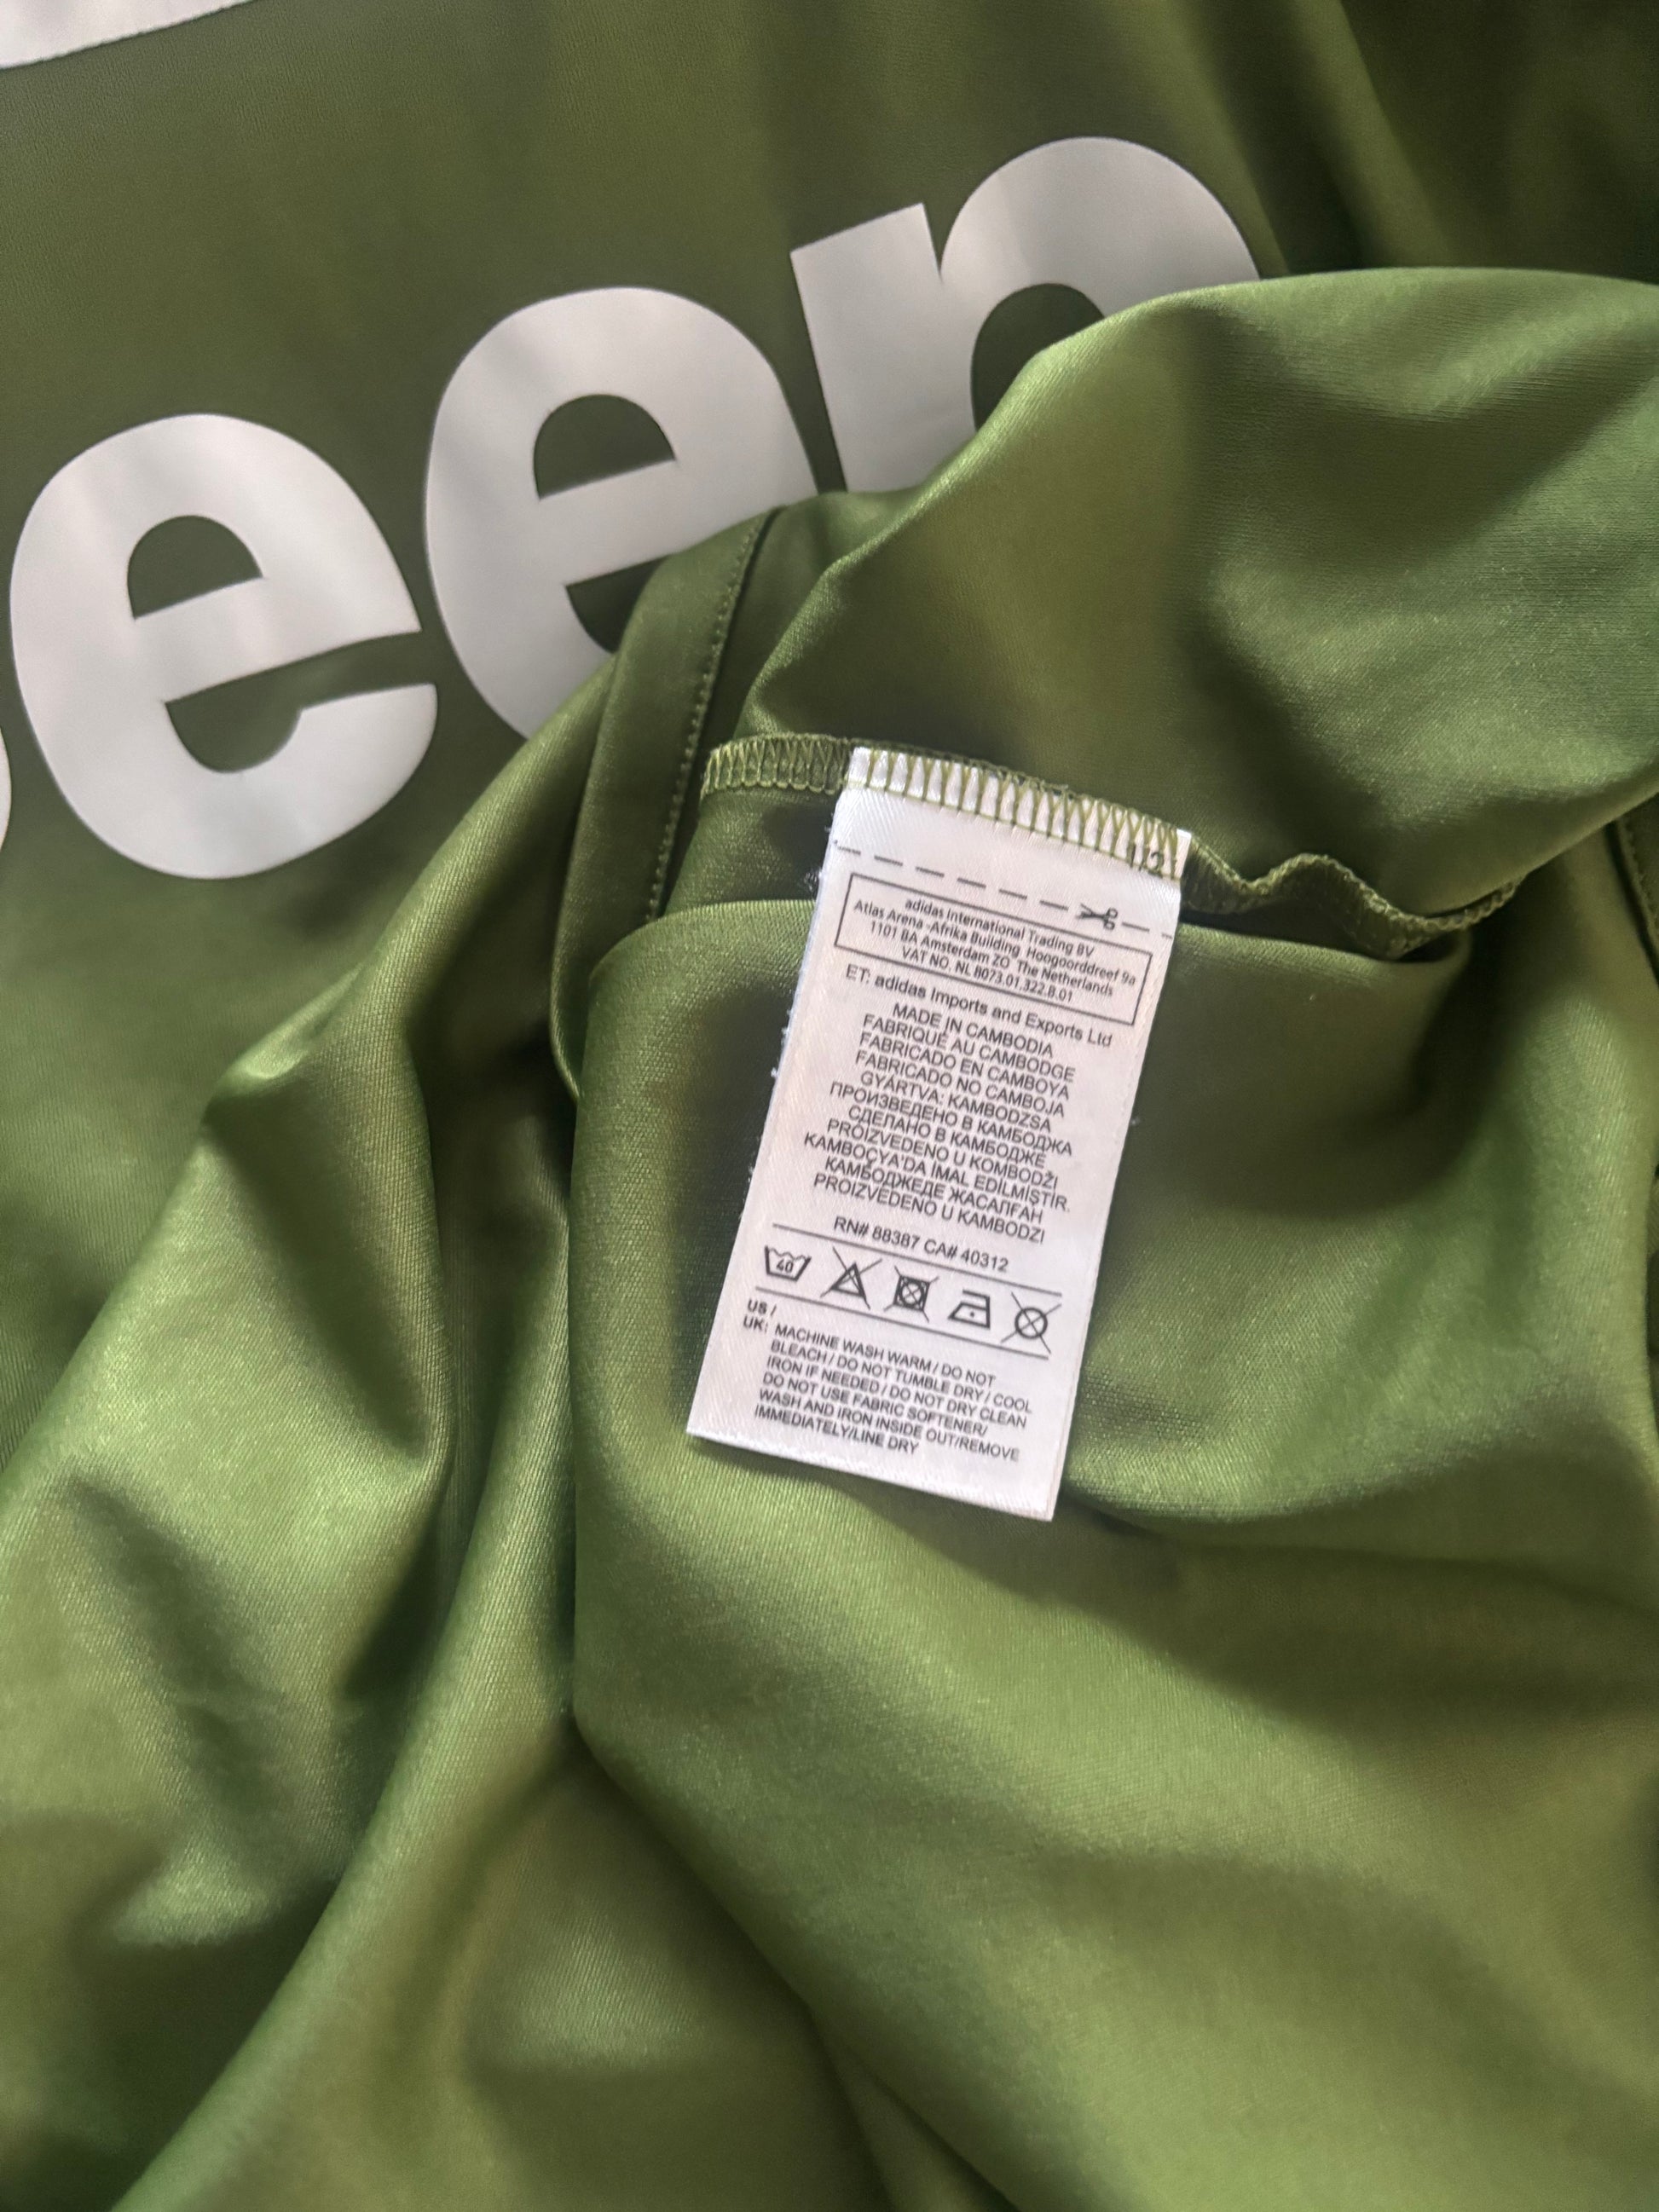 eep
1/2
adidas International Trading BV
Atlas Arena -Afrika Building Hoogoorddreef 9a
1101 BA Amsterdam ZO The Netherlands
VAT NO. NL 8073.01.322.B.01
ET: adidas Imports and Exports Ltd
MADE IN CAMBODIA
FABRIQUÉ AU CAMBODGE
FABRICADO EN CAMBOYA
FABRICADO NO CAMBOJA
GYÁRTVA: KAMBODZSA
ПРОИЗВЕДЕНО В КАМБОДЖА
СДЕЛАНО В КАМБОДЖЕ
PROIZVEDENO U KOMBODŽI
KAMBOÇYA'DA İMAL EDİLMİŞTİR.
КАМБОДЖЕДЕ ЖАСАЛҒАН
PROIZVEDENO U KAMBODZI
RN# 88387 CA# 40312
40
US /
UK: MACHINE WASH WARM / DO NOT
BLEACH / DO NOT TUMBLE DRY / COOL
IRON IF NEEDED / DO NOT DRY CLEAN
DO NOT USE FABRIC SOFTENER/
WASH AND IRON INSIDE OUT/REMOVE
IMMEDIATELY/LINE DRY